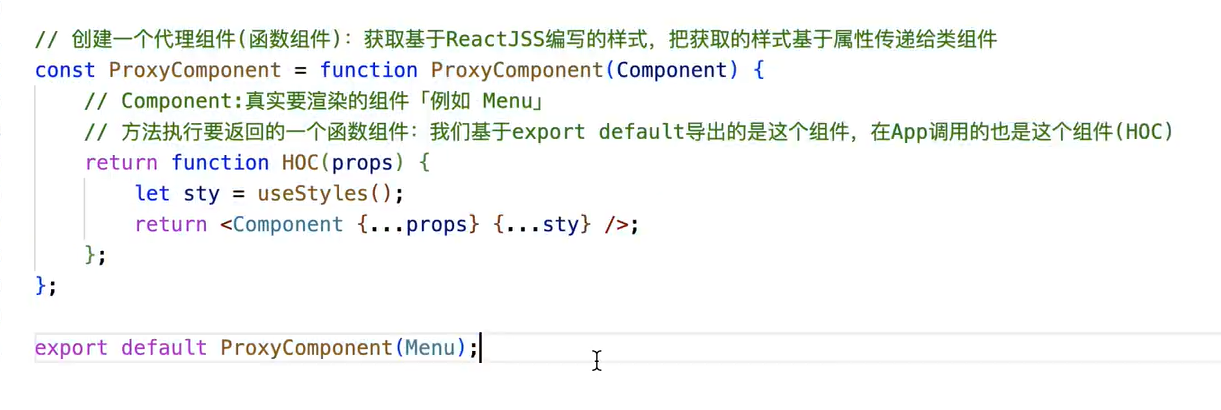 // 创建一个代理组件(函数组件)：获取基于ReactJSS编写的样式，把获取的样式基于属性传递给类组件
const ProxyComponent = function ProxyComponent(Component) {
    // Component:真实要渲染的组件「例如 Menu」
    // 方法执行要返回的一个函数组件：我们基于export default导出的是这个组件，在App调用的也是这个组件(HOC)
    return function HOC(props) {
        let sty = useStyles();
        return <Component {...props} {...sty} />;
    };
};
export default ProxyComponent(Menu);